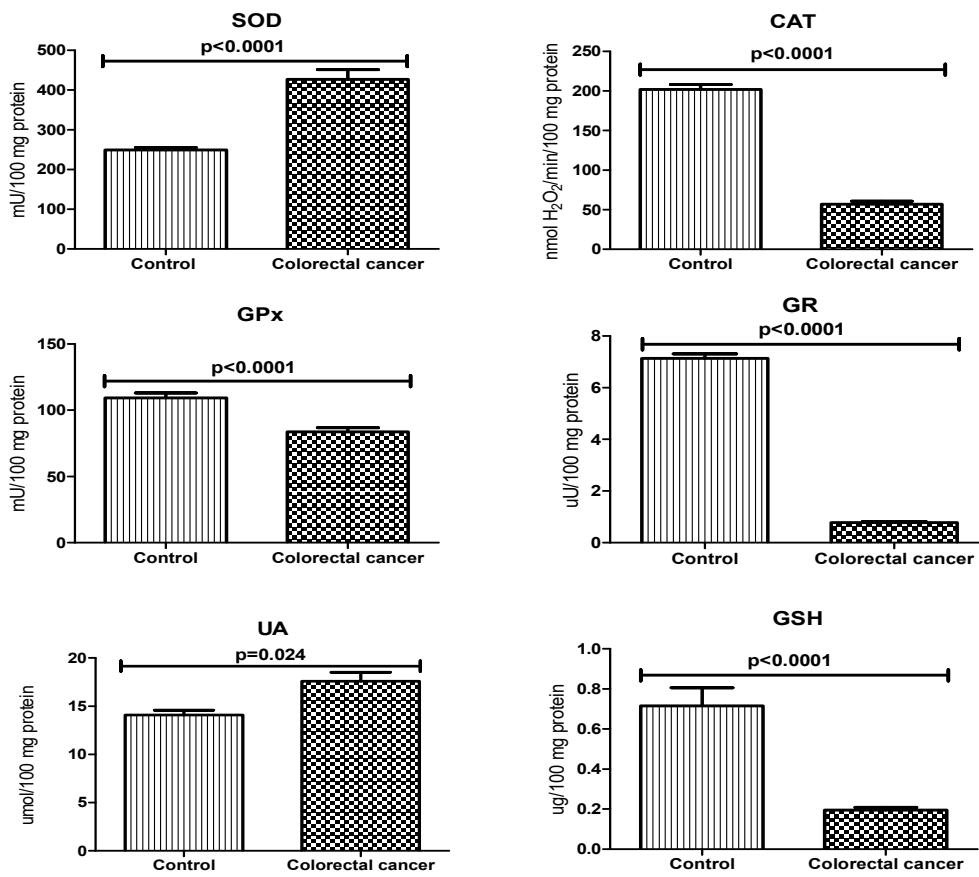 SOD
p<0.0001
mU/100 mg protein
500
400
300
200
100
0
Control Colorectal cancer
CAT
p<0.0001
nmol H₂O₂/min/100 mg protein
250
200
150
100
50
0
Control Colorectal cancer
GPx
p<0.0001
mU/100 mg protein
150
100
50
0
Control Colorectal cancer
GR
p<0.0001
uU/100 mg protein
8
6
4
2
0
Control Colorectal cancer
UA
p=0.024
umol/100 mg protein
20
15
10
5
0
Control Colorectal cancer
GSH
p<0.0001
ug/100 mg protein
1.0
0.8
0.6
0.4
0.2
0.0
Control Colorectal cancer